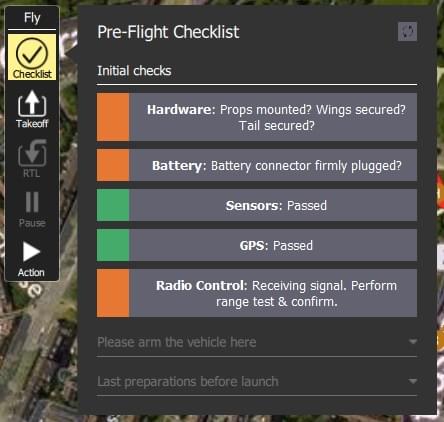 Fly
Checklist
Takeoff
RTL
Pause
Action
Pre-Flight Checklist
Initial checks
Hardware: Props mounted? Wings secured?
Tail secured?
Battery: Battery connector firmly plugged?
Sensors: Passed
GPS: Passed
Radio Control: Receiving signal. Perform
range test & confirm.
Please arm the vehicle here
Last preparations before launch